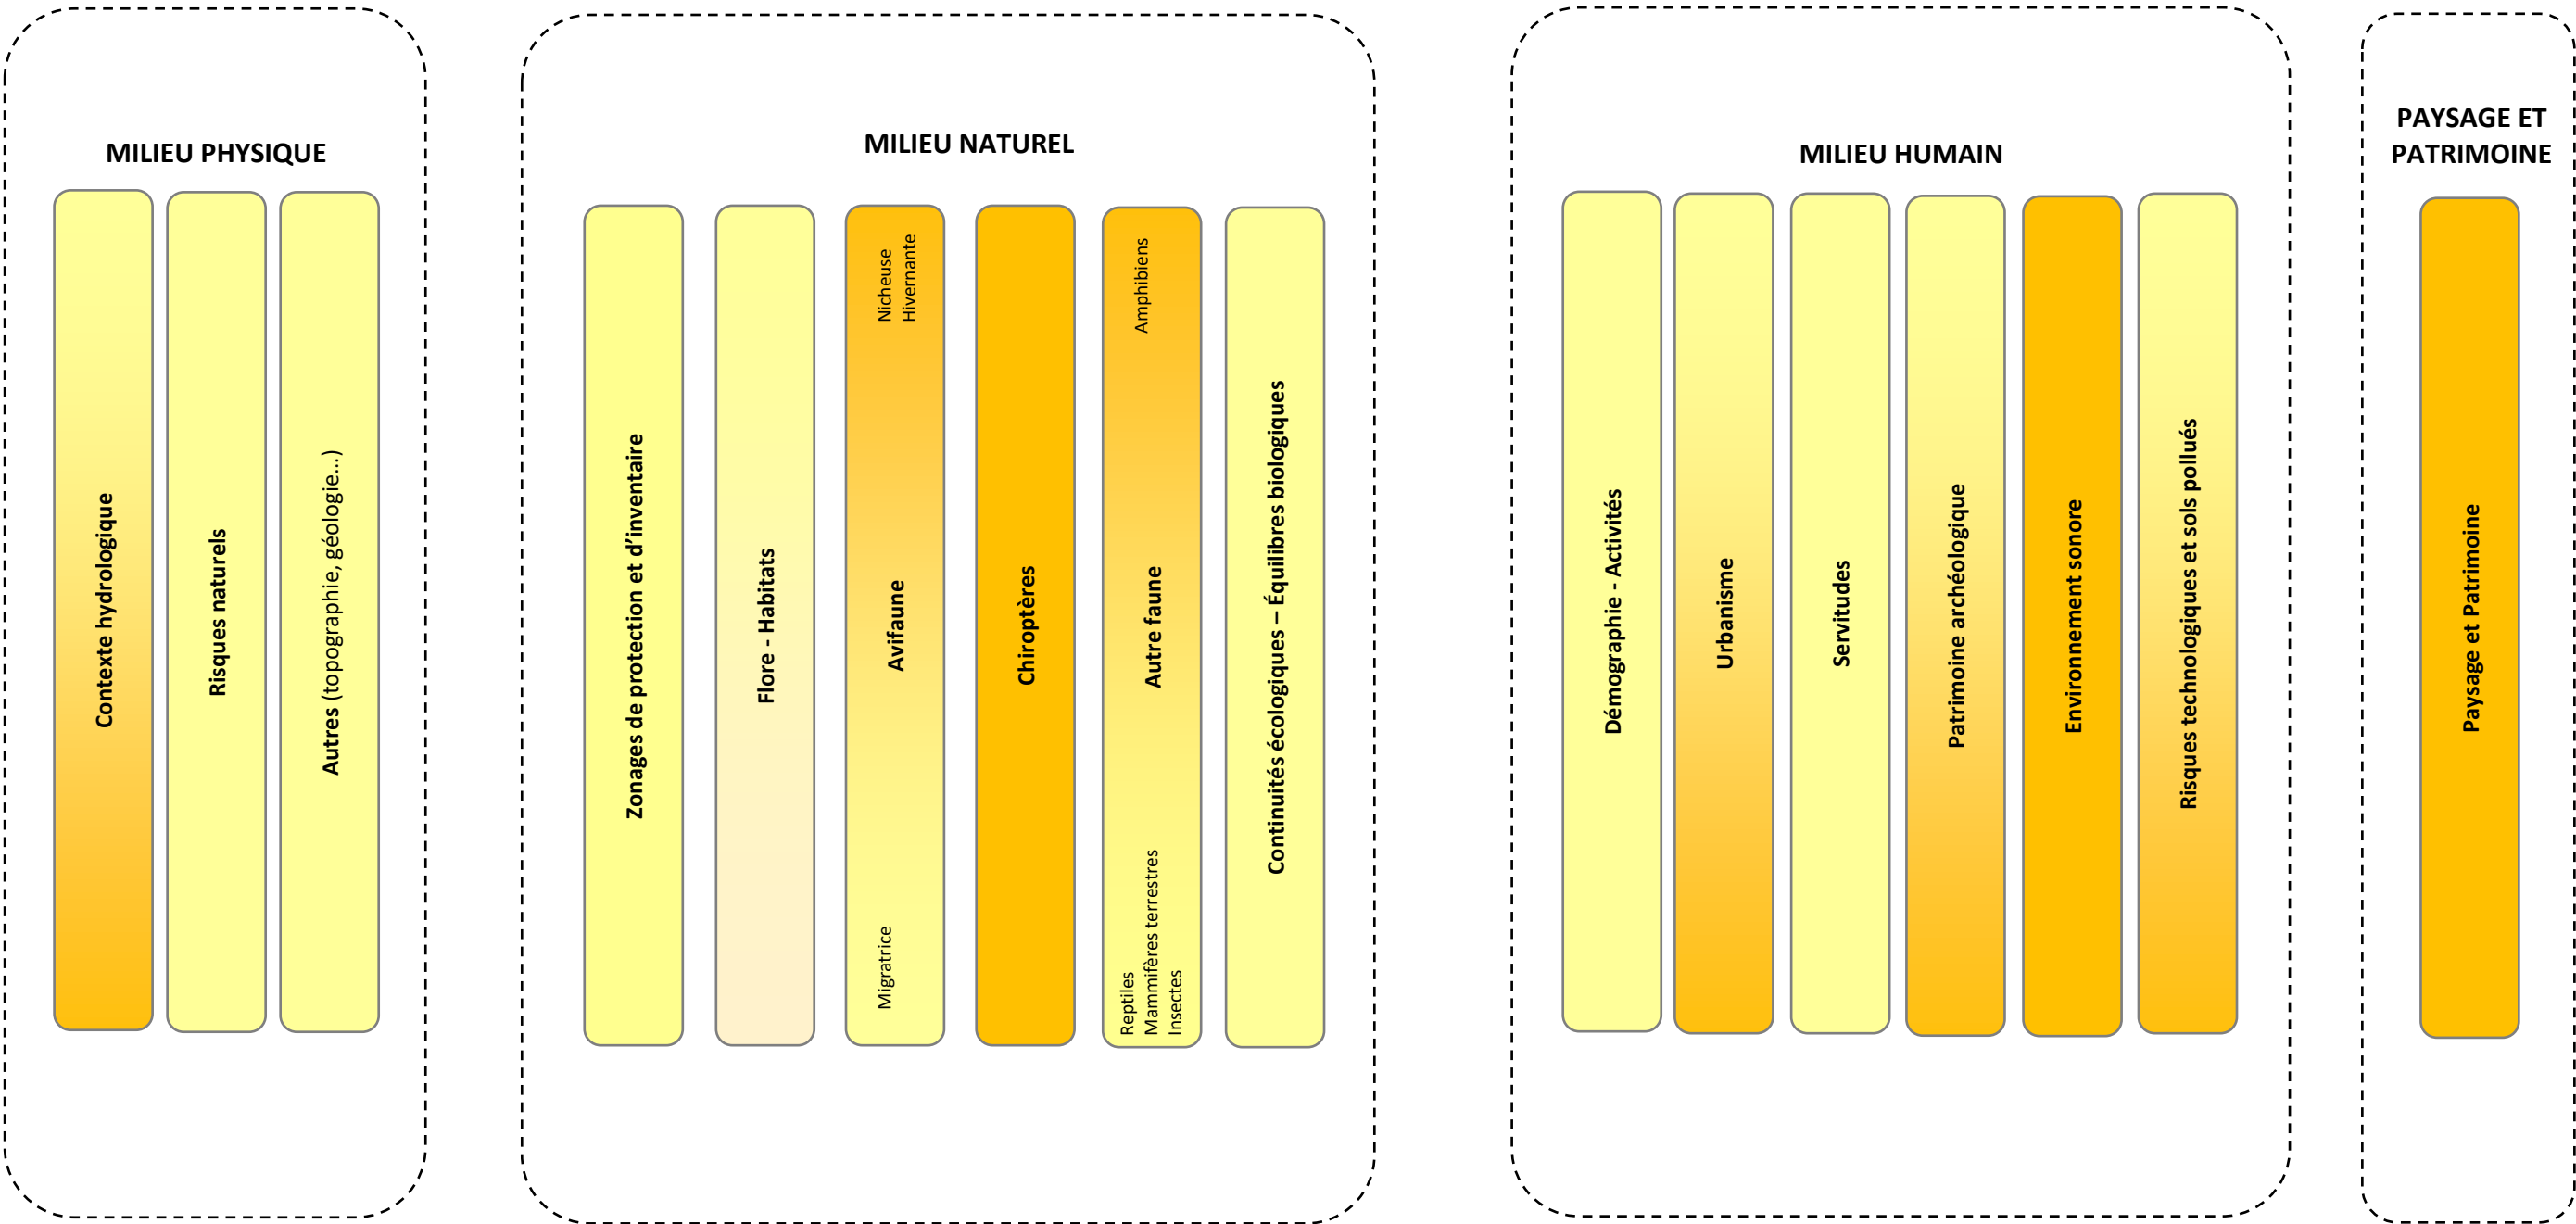 MILIEU PHYSIQUE
Contexte hydrologique
Risques naturels
Autres (topographie, géologie…)
MILIEU NATUREL
Zonages de protection et d’inventaire
Flore - Habitats
Nicheuse
Hivernante
Avifaune
Migratrice
Chiroptères
Amphibiens
Autre faune
Reptiles
Mammifères terrestres
Insectes
Continuités écologiques – Équilibres biologiques
MILIEU HUMAIN
Démographie - Activités
Urbanisme
Servitudes
Patrimoine archéologique
Environnement sonore
Risques technologiques et sols pollués
PAYSAGE ET
PATRIMOINE
Paysage et Patrimoine